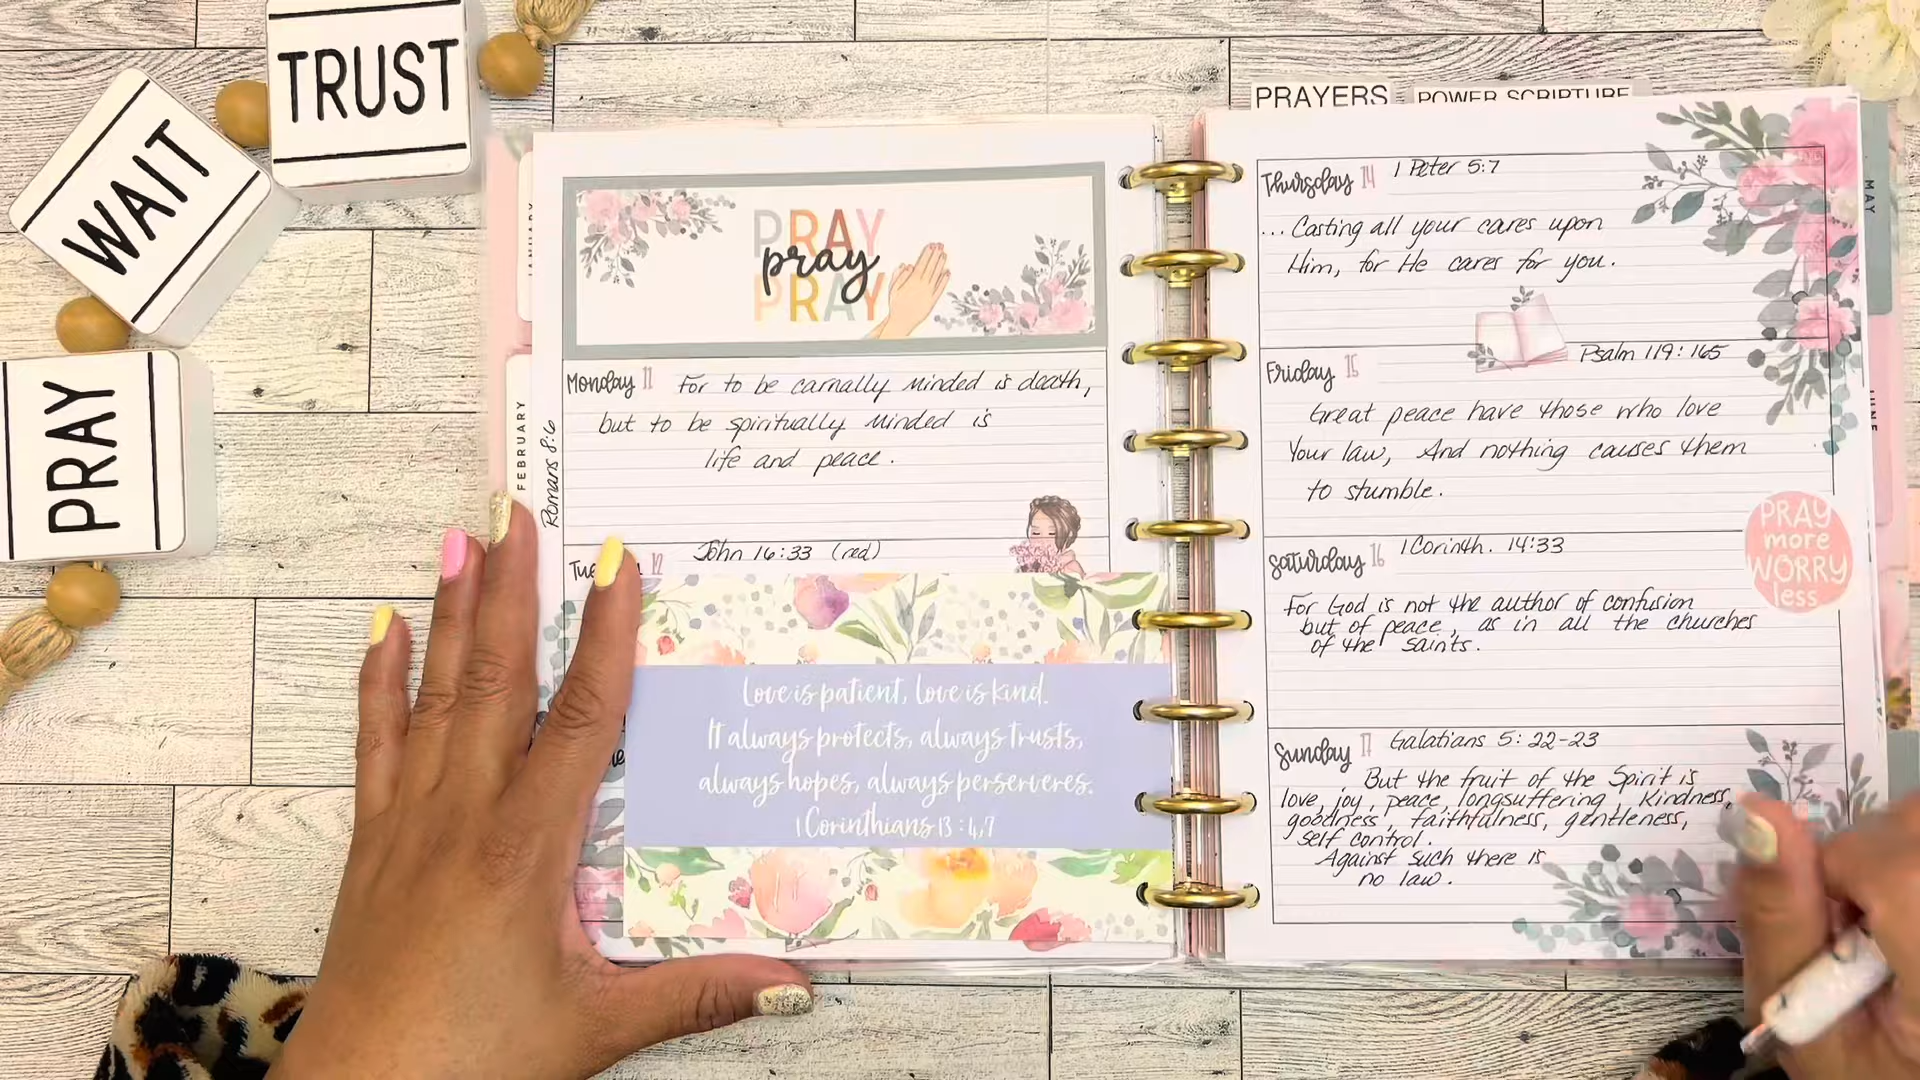 TRUST
WAIT
PRAY
PRAYERS
POWER SCRIPTURE
JANUARY
FEBRUARY
PRAY
pray
PRAY
Monday 11 For to be carnally minded is death,
but to be spiritually minded is
life and peace.
Romans 8:6
12 John 16:33 (red)
Love is patient, Love is kind.
It always protects, always trusts,
always hopes, always perserveres.
1 Corinthians 13:4,7
Thursday 14 1 Peter 5:7
... Casting all your cares upon
Him, for He cares for you.
Friday 15 Psalm 119:165
Great peace have those who love
Your law, And nothing causes them
to stumble.
Saturday 16 1 Corinth. 14:33
For God is not the author of confusion
but of peace, as in all the churches
of the saints.
PRAY
more
WORRY
less
Sunday 17 Galatians 5:22-23
But the fruit of the Spirit is
love, joy, peace, longsuffering, kindness,
goodness, faithfulness, gentleness,
self control.
Against such there is
no law.
MAY
JUNE